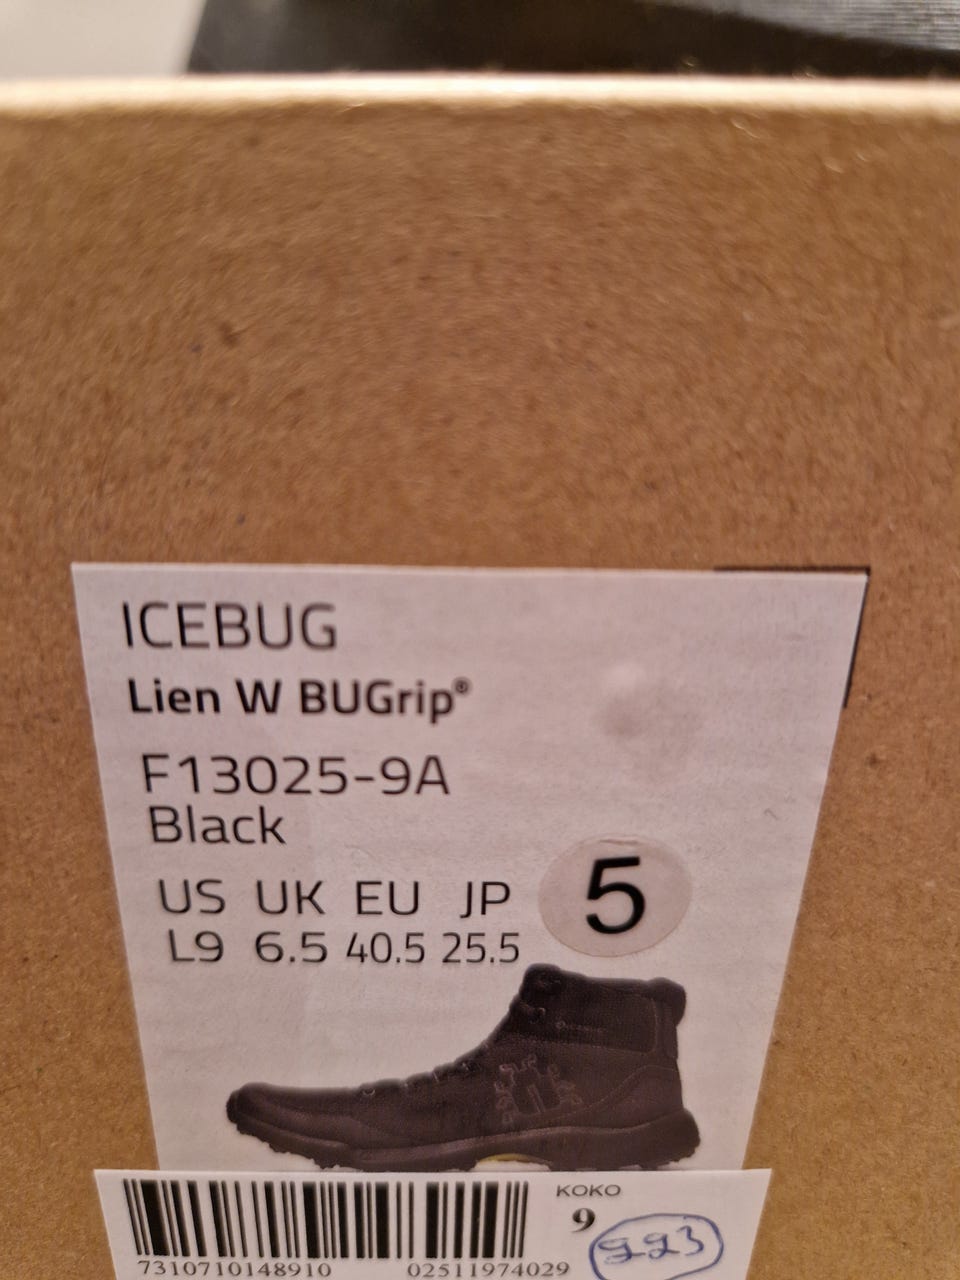 ICEBUG
Lien W BUGrip®
F13025-9A
Black
5
US UK EU JP
L9 6.5 40.5 25.5
KOKO
9
223
7310710148910 02511974029